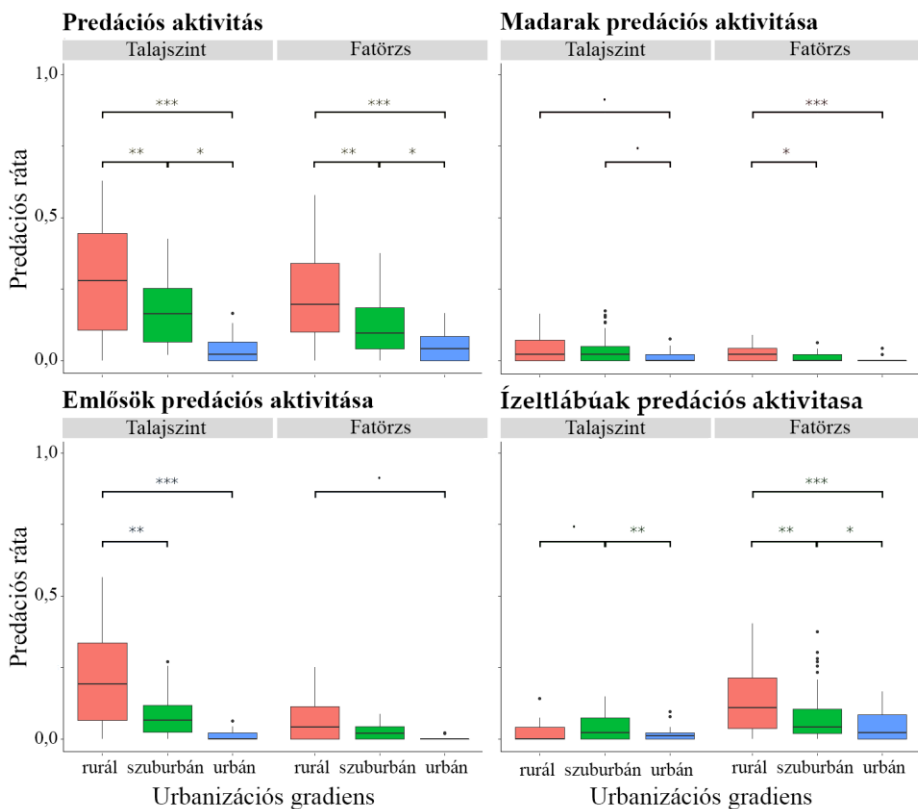 Predációs aktivitás
Talajszint Fatörzs
Predációs ráta
1,0
0,5
0,0
*** ***
** * ** *
Madarak predációs aktivitása
Talajszint Fatörzs
. ***
. *
Emlősök predációs aktivitása
Talajszint Fatörzs
Predációs ráta
1,0
0,5
0,0
*** .
**
rurál szuburbán urbán rurál szuburbán urbán
Urbanizációs gradiens
Ízeltlábúak predációs aktivitasa
Talajszint Fatörzs
***
. ** ** *
rurál szuburbán urbán rurál szuburbán urbán
Urbanizációs gradiens